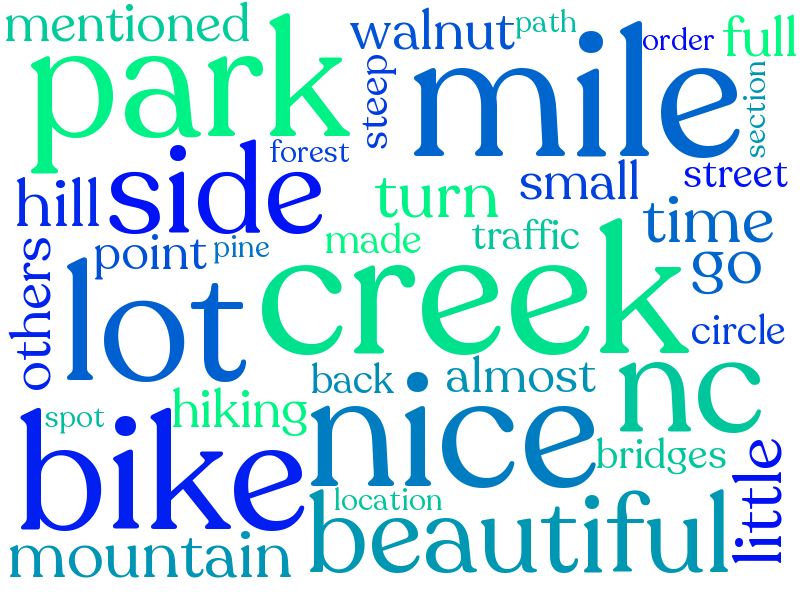 mentioned
walnut
path
order
full
park
mile
steep
section
forest
side
hill
small
street
turn
time
others
point
pine
made
traffic
go
lot
creek
circle
back
almost
nc
spot
hiking
nice
bike
bridges
little
location
beautiful
mountain